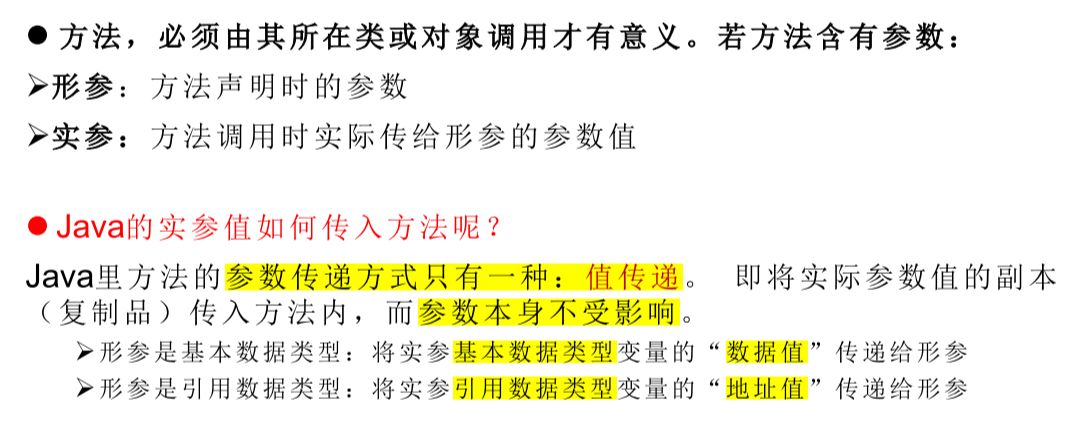 ● 方法，必须由其所在类或对象调用才有意义。若方法含有参数：
➢形参：方法声明时的参数
➢实参：方法调用时实际传给形参的参数值
● Java的实参值如何传入方法呢？
Java里方法的参数传递方式只有一种：值传递。 即将实际参数值的副本
（复制品）传入方法内，而参数本身不受影响。
➢形参是基本数据类型：将实参基本数据类型变量的“数据值”传递给形参
➢形参是引用数据类型：将实参引用数据类型变量的“地址值”传递给形参